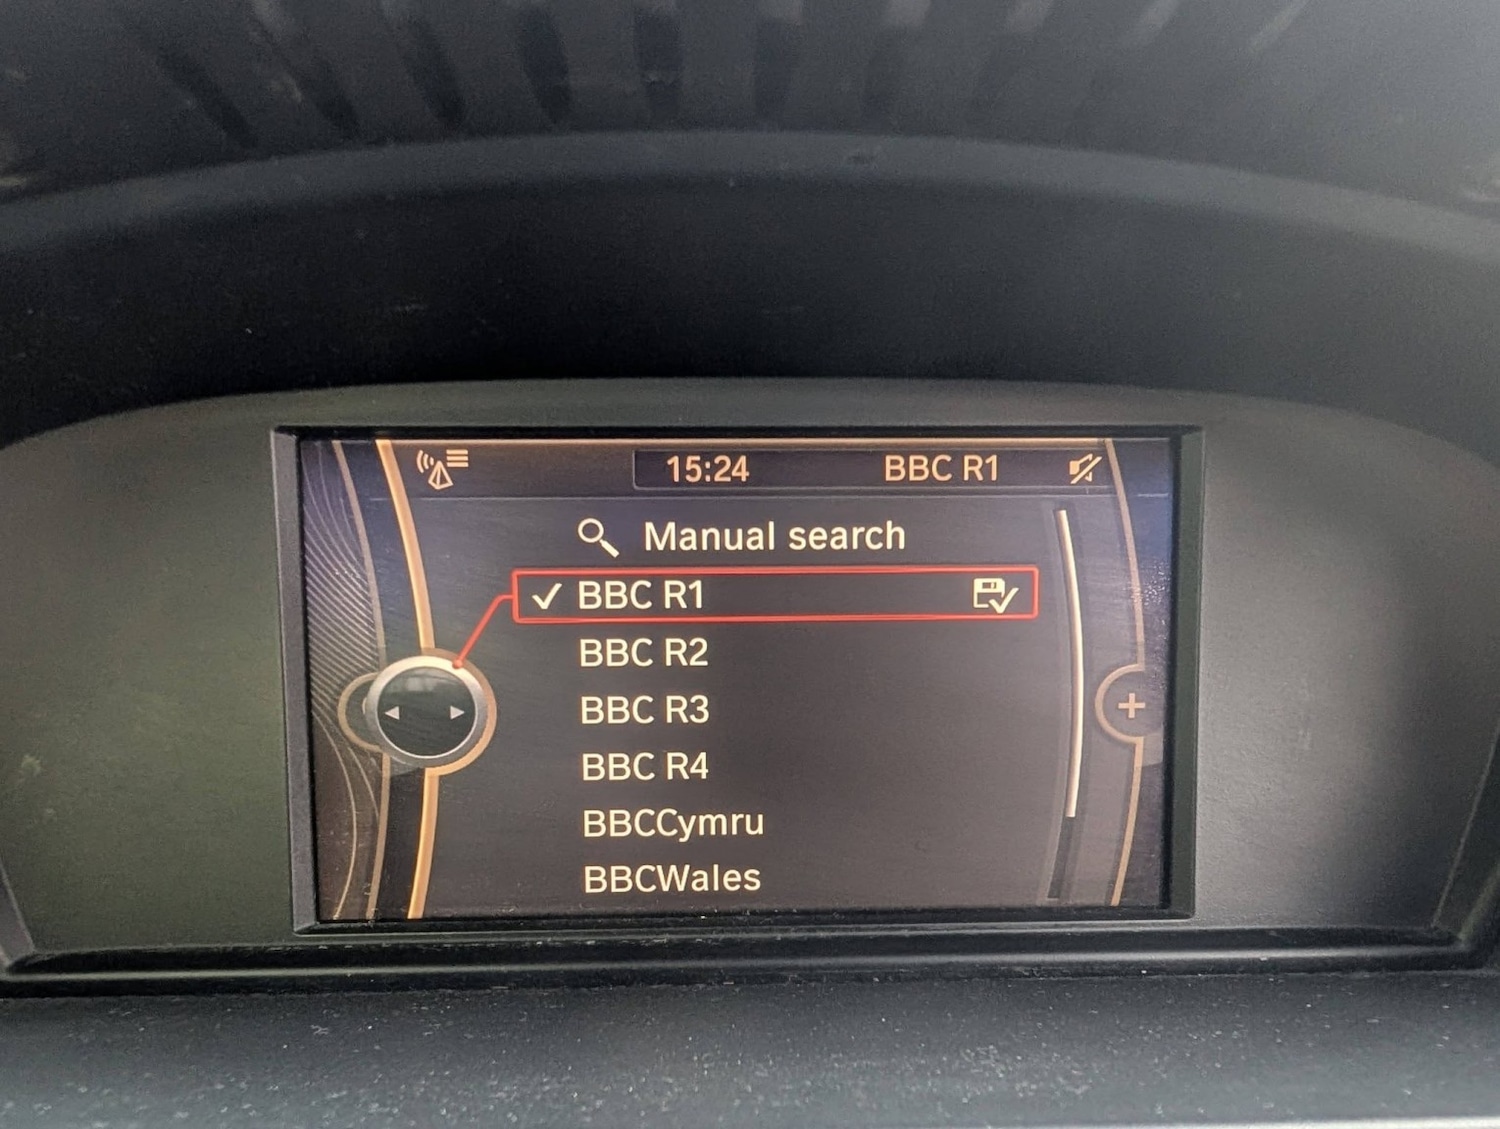 15:24 BBC R1
Manual search
BBC R1
BBC R2
BBC R3
BBC R4
BBCCymru
BBCWales